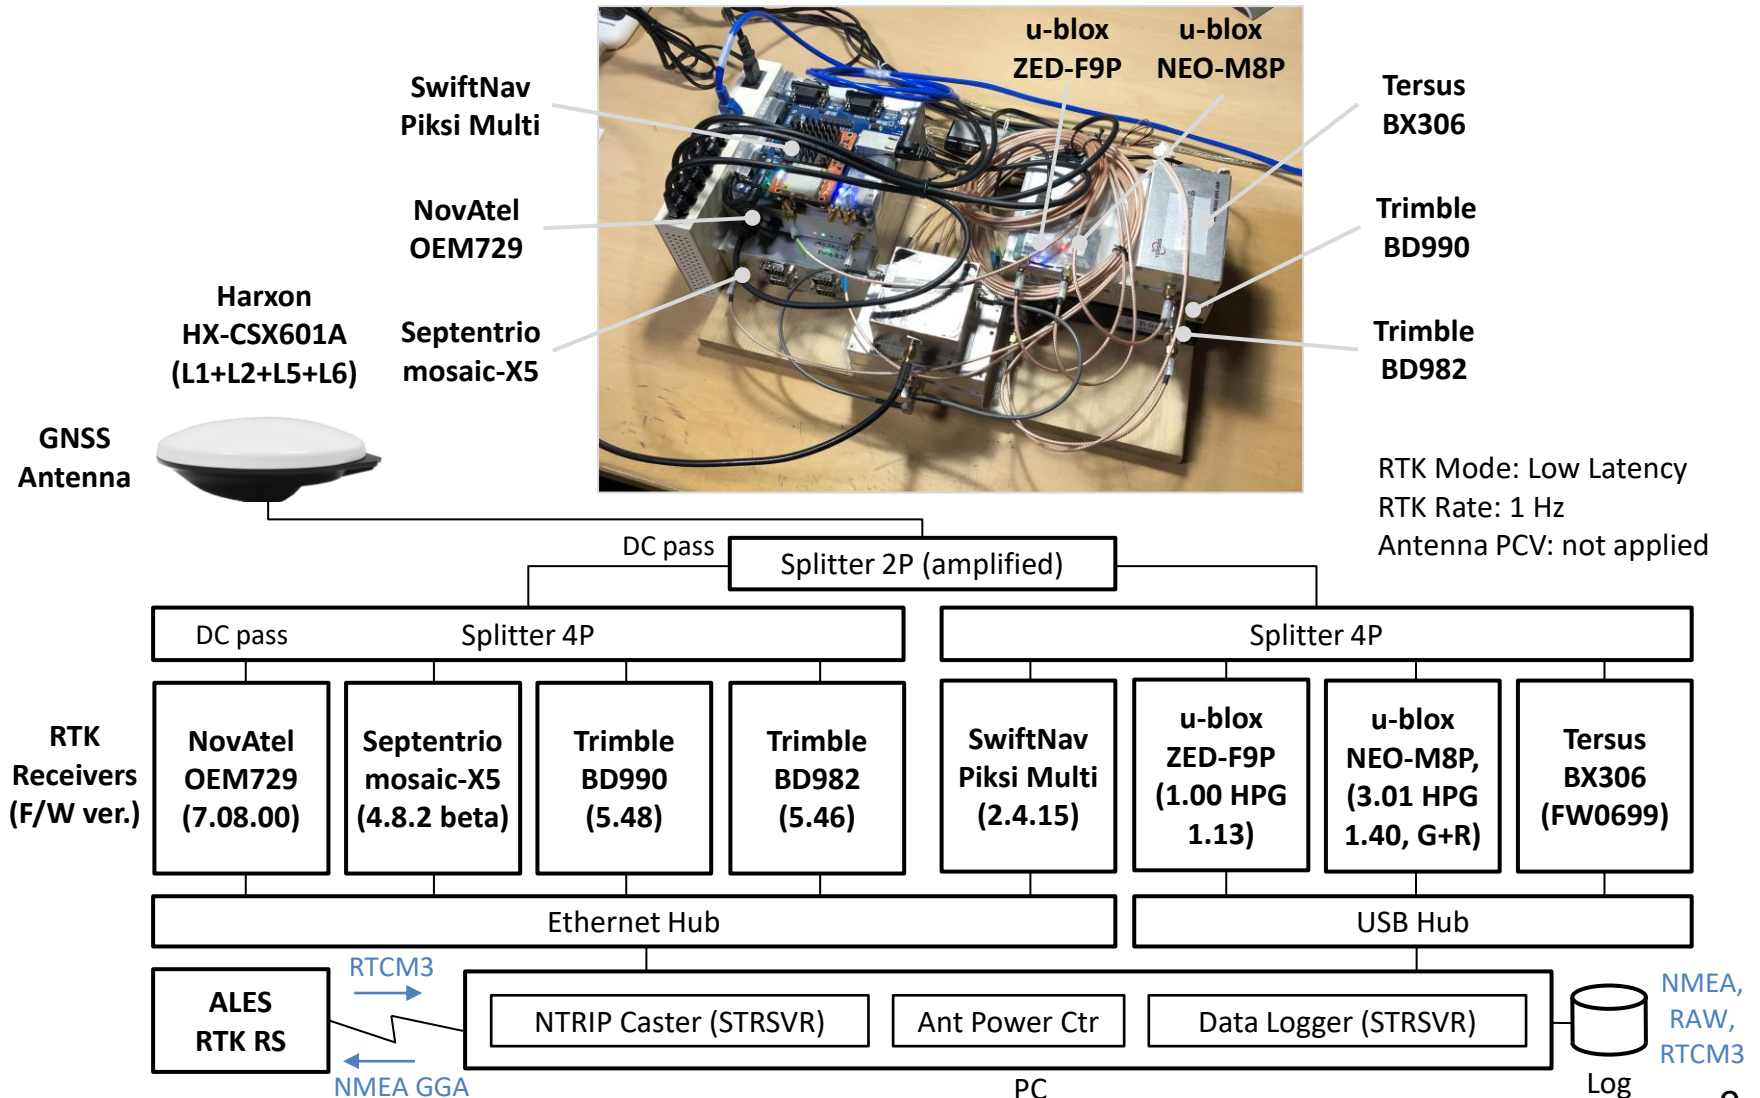 u-blox
ZED-F9P
u-blox
NEO-M8P
SwiftNav
Piksi Multi
Tersus
BX306
NovAtel
OEM729
Trimble
BD990
Harxon
HX-CSX601A
(L1+L2+L5+L6)
Septentrio
mosaic-X5
Trimble
BD982
GNSS
Antenna
RTK Mode: Low Latency
RTK Rate: 1 Hz
Antenna PCV: not applied
DC pass
Splitter 2P (amplified)
DC pass
Splitter 4P
Splitter 4P
RTK
Receivers
(F/W ver.)
NovAtel
OEM729
(7.08.00)
Septentrio
mosaic-X5
(4.8.2 beta)
Trimble
BD990
(5.48)
Trimble
BD982
(5.46)
SwiftNav
Piksi Multi
(2.4.15)
u-blox
ZED-F9P
(1.00 HPG
1.13)
u-blox
NEO-M8P,
(3.01 HPG
1.40, G+R)
Tersus
BX306
(FW0699)
Ethernet Hub
USB Hub
ALES
RTK RS
RTCM3
NMEA GGA
NTRIP Caster (STRSVR)
Ant Power Ctr
Data Logger (STRSVR)
PC
NMEA,
RAW,
RTCM3
Log